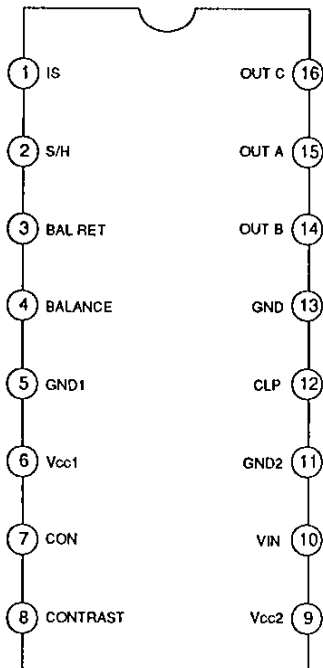 1 IS
OUT C 16
2 S/H
OUT A 15
3 BAL RET
OUT B 14
4 BALANCE
GND 13
5 GND1
CLP 12
6 Vcc1
GND2 11
7 CON
VIN 10
8 CONTRAST
Vcc2 9